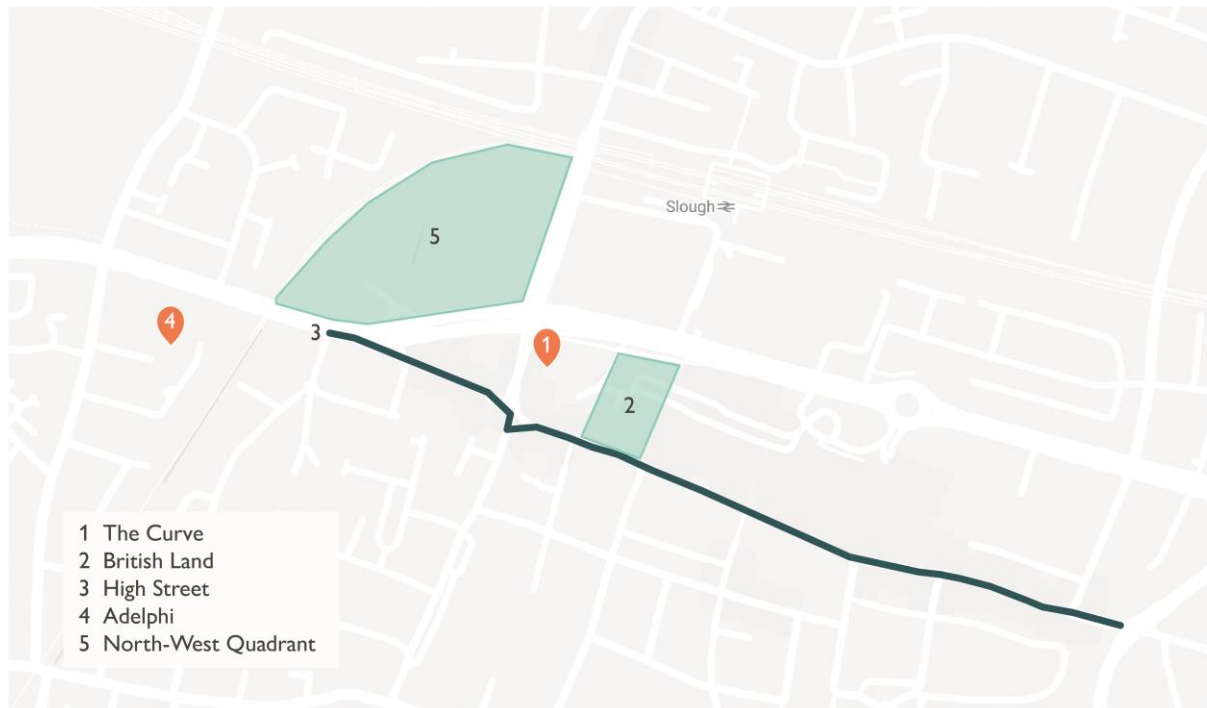 5
Slough
4
3
1
2
1 The Curve
2 British Land
3 High Street
4 Adelphi
5 North-West Quadrant